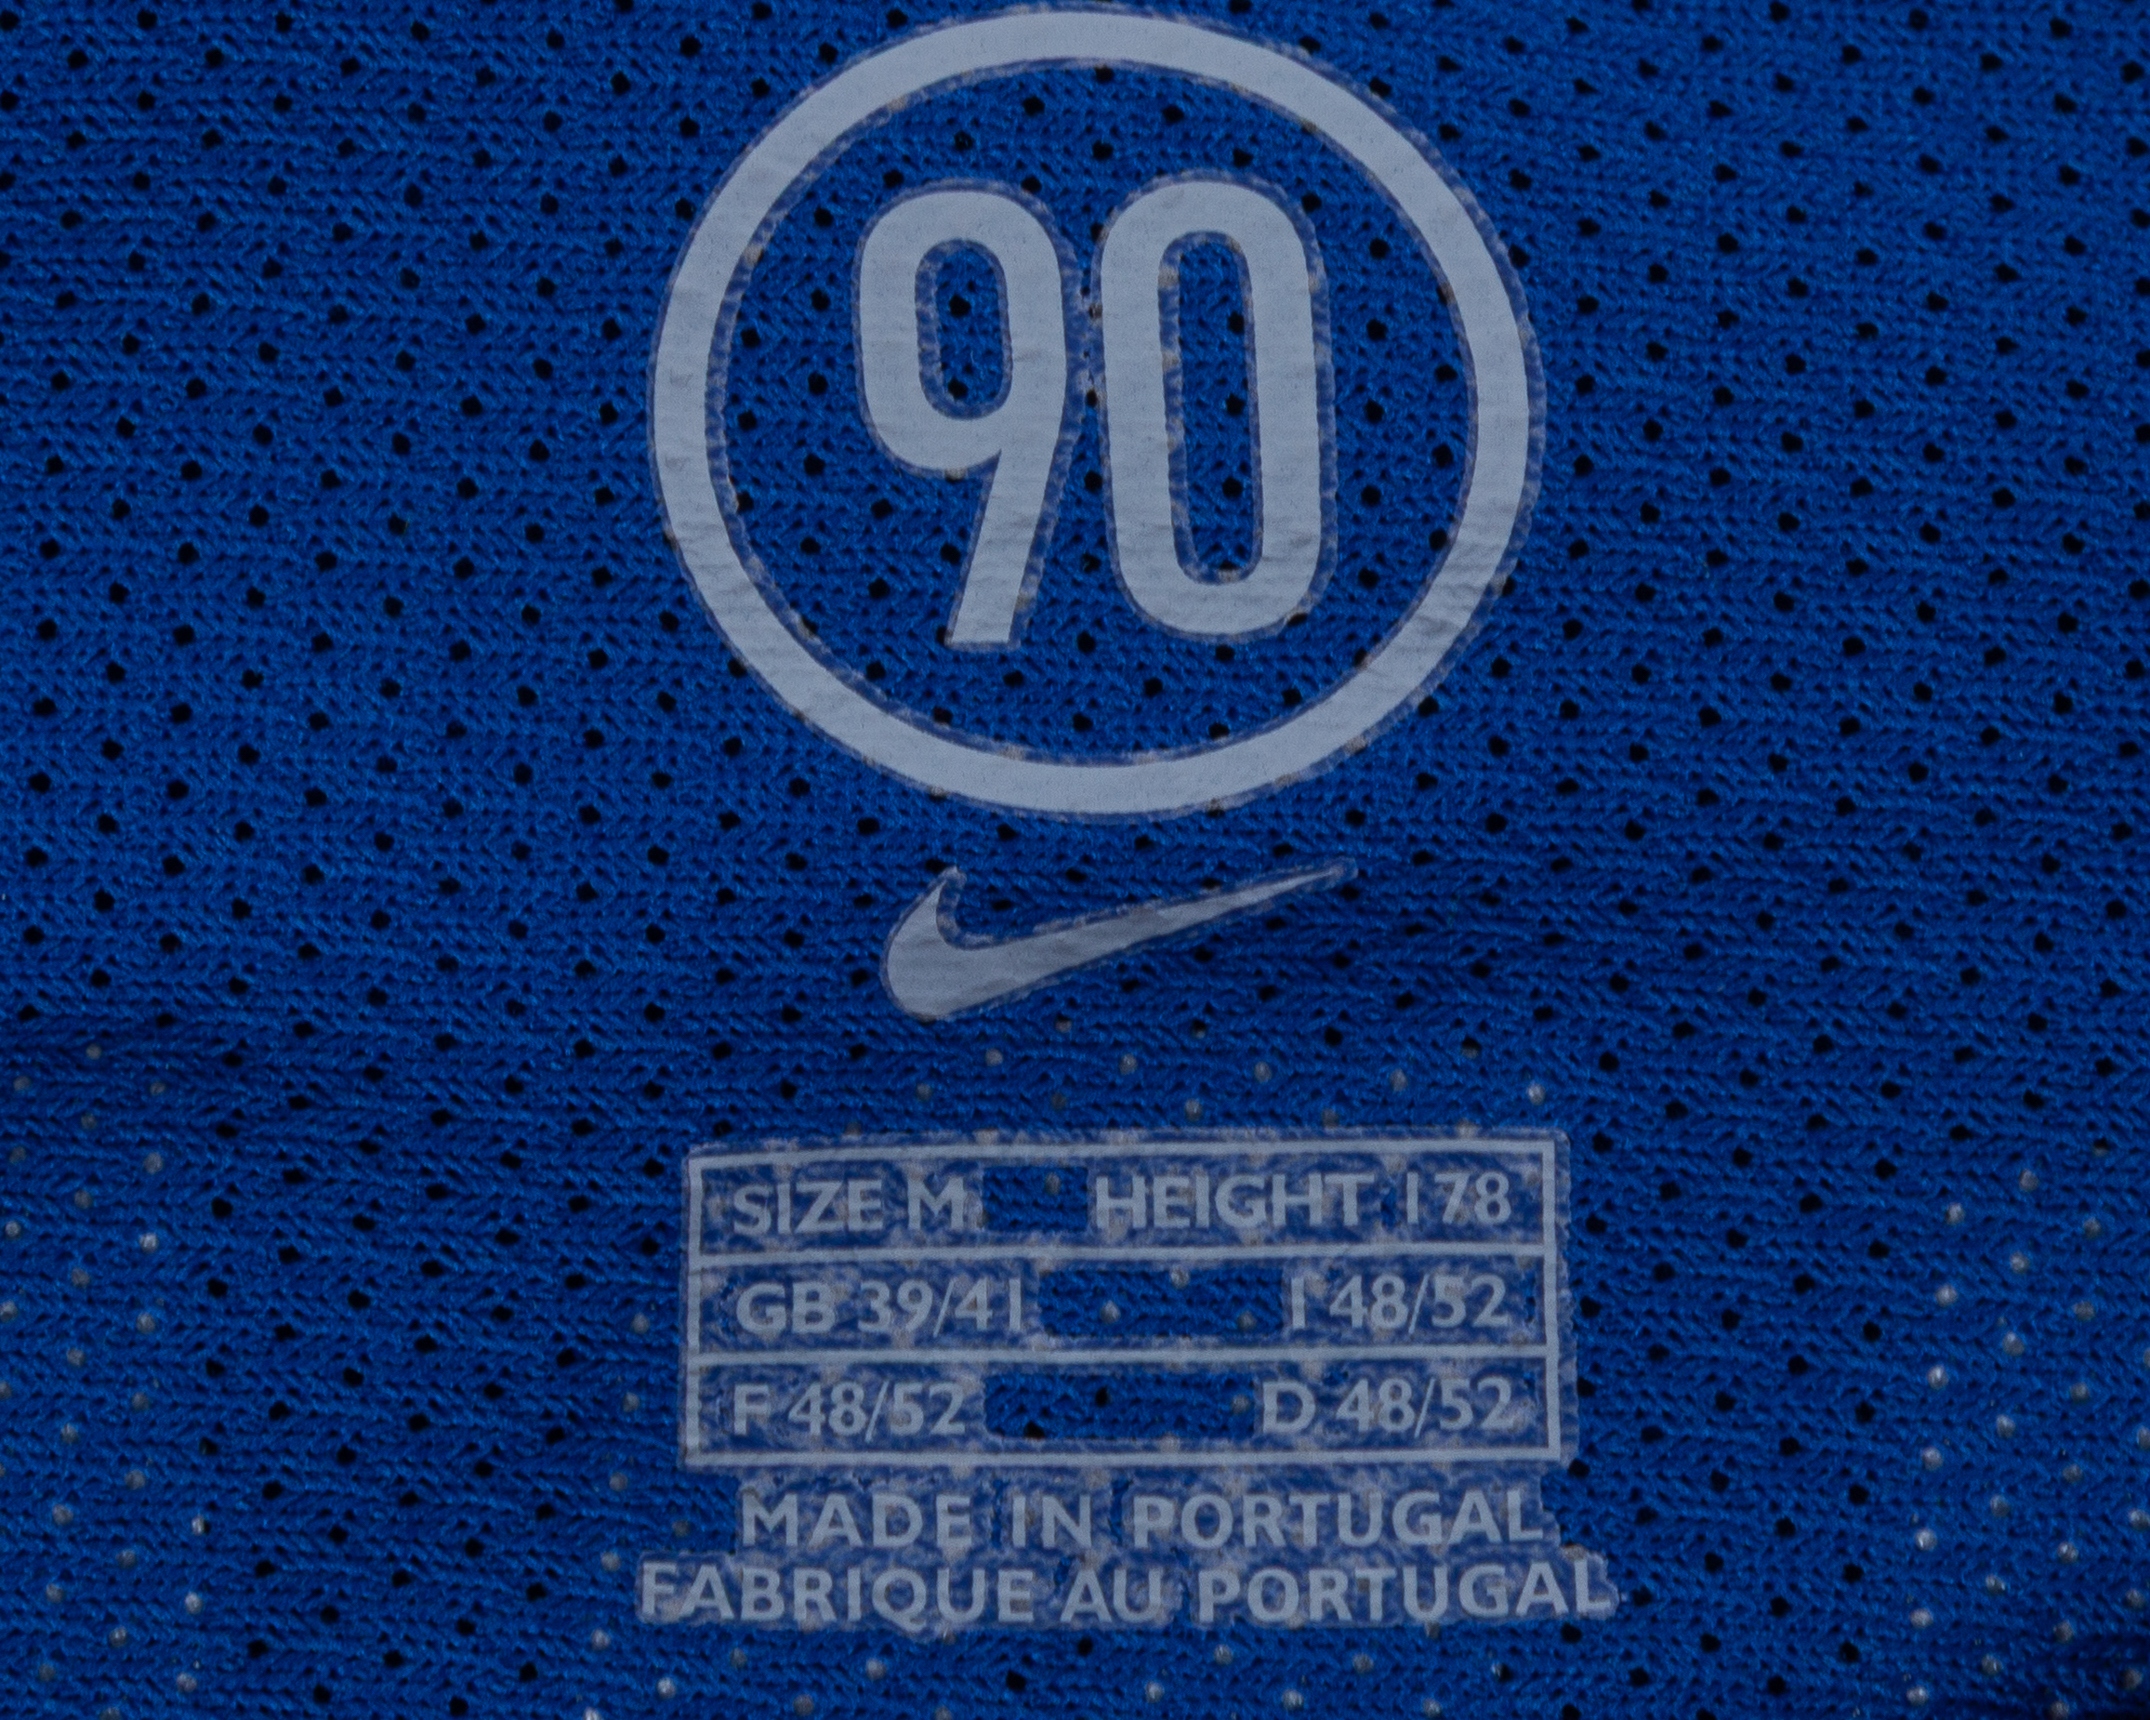 90
SIZE M HEIGHT 178
GB 39/41 I 48/52
F 48/52 D 48/52
MADE IN PORTUGAL
FABRIQUE AU PORTUGAL